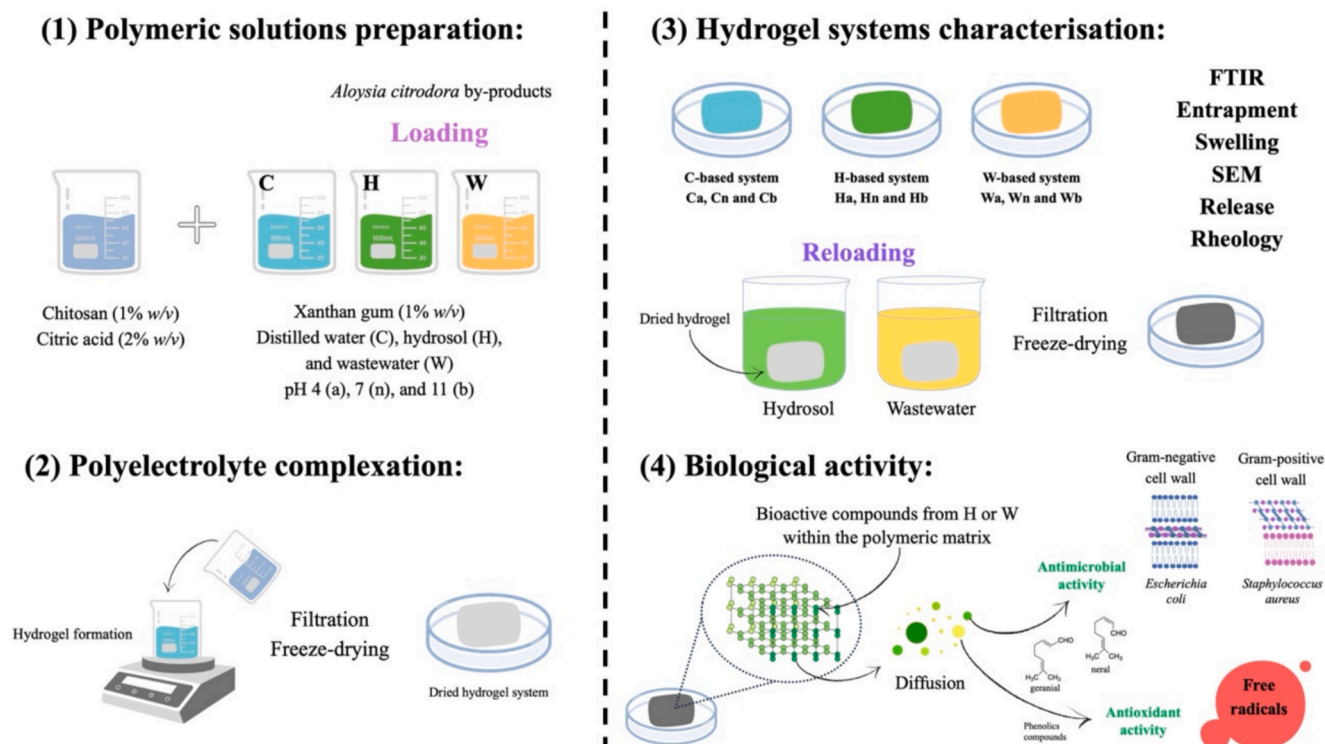 (1) Polymeric solutions preparation:
Aloysia citrodora by-products
Loading
C
H
W
Chitosan (1% w/v)
Citric acid (2% w/v)
Xanthan gum (1% w/v)
Distilled water (C), hydrosol (H),
and wastewater (W)
pH 4 (a), 7 (n), and 11 (b)
(2) Polyelectrolyte complexation:
Hydrogel formation
Filtration
Freeze-drying
Dried hydrogel system
(3) Hydrogel systems characterisation:
C-based system
Ca, Cn and Cb
H-based system
Ha, Hn and Hb
W-based system
Wa, Wn and Wb
FTIR
Entrapment
Swelling
SEM
Release
Rheology
Reloading
Dried hydrogel
Hydrosol
Wastewater
Filtration
Freeze-drying
(4) Biological activity:
Bioactive compounds from H or W
within the polymeric matrix
Diffusion
Antimicrobial
activity
Gram-negative
cell wall
Escherichia
coli
Gram-positive
cell wall
Staphylococcus
aureus
CHO
H₃C CH₃
geranial
CHO
H₃C CH₃
neral
Phenolics
compounds
Antioxidant
activity
Free
radicals